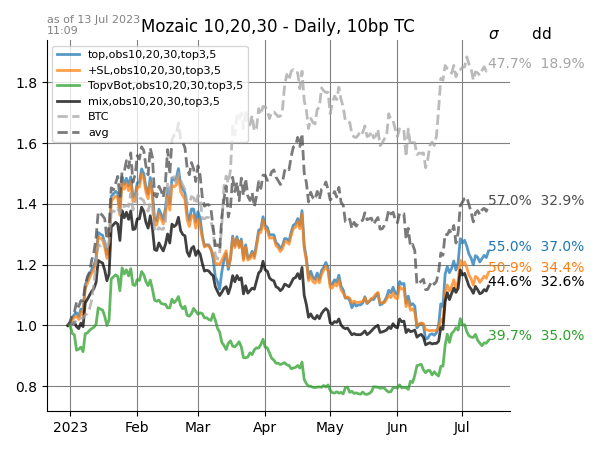 as of 13 Jul 2023
11:09
Mozaic 10,20,30 - Daily, 10bp TC
σ dd
top,obs10,20,30,top3,5
+SL,obs10,20,30,top3,5
TopvBot,obs10,20,30,top3,5
mix,obs10,20,30,top3,5
BTC
avg
47.7% 18.9%
57.0% 32.9%
55.0% 37.0%
50.9% 34.4%
44.6% 32.6%
39.7% 35.0%
1.8
1.6
1.4
1.2
1.0
0.8
2023 Feb Mar Apr May Jun Jul